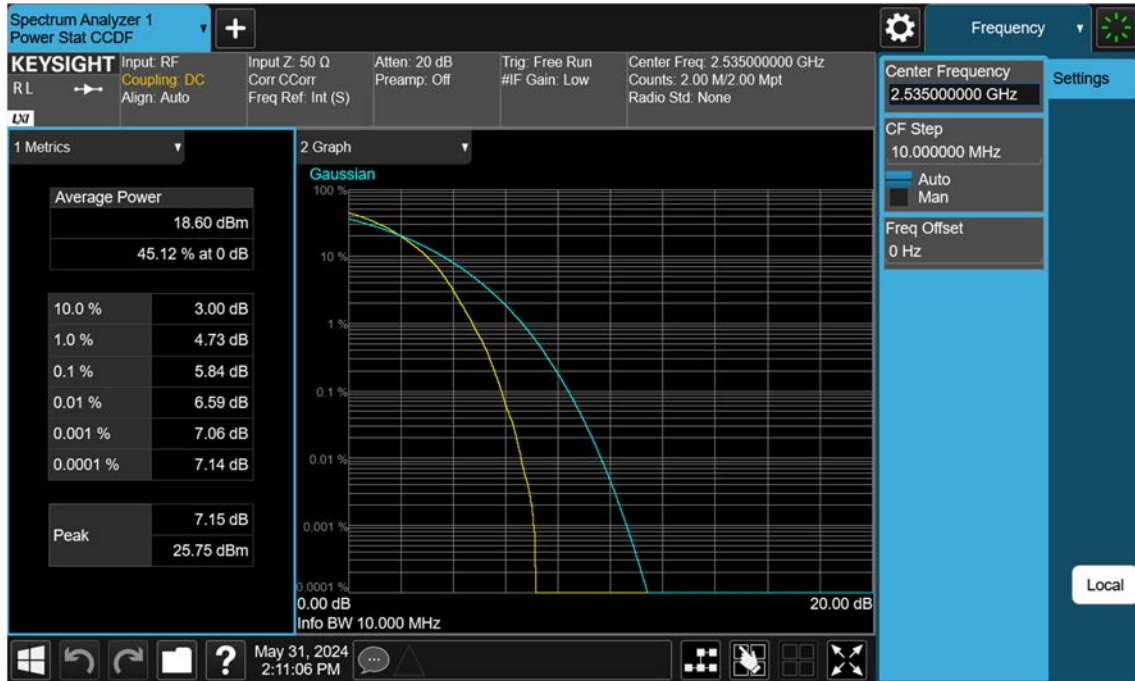 Spectrum Analyzer 1
Power Stat CCDF
+
Frequency
KEYSIGHT
R L
LXI
Input: RF
Coupling: DC
Align: Auto
Input Z: 50 Ω
Corr CCorr
Freq Ref: Int (S)
Atten: 20 dB
Preamp: Off
Trig: Free Run
#IF Gain: Low
Center Freq: 2.535000000 GHz
Counts: 2.00 M/2.00 Mpt
Radio Std: None
Center Frequency
2.535000000 GHz
Settings
CF Step
10.000000 MHz
Auto
Man
Freq Offset
0 Hz
Local
1 Metrics
Average Power
18.60 dBm
45.12 % at 0 dB
10.0 % 3.00 dB
1.0 % 4.73 dB
0.1 % 5.84 dB
0.01 % 6.59 dB
0.001 % 7.06 dB
0.0001 % 7.14 dB
Peak
7.15 dB
25.75 dBm
2 Graph
Gaussian
100 %
10 %
1 %
0.1 %
0.01 %
0.001 %
0.0001 %
0.00 dB 20.00 dB
Info BW 10.000 MHz
?
May 31, 2024
2:11:06 PM